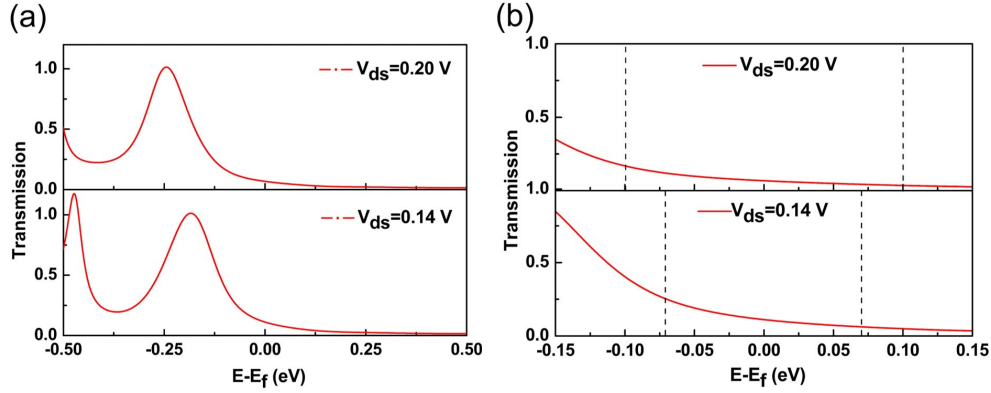 (a)
Transmission
1.0
0.5
0.0
1.0
0.5
0.0
-0.50
-0.25
0.00
0.25
0.50
Vds=0.20 V
Vds=0.14 V
E-Ef (eV)
(b)
Transmission
1.0
0.5
1.0
0.5
0.0
-0.15
-0.10
-0.05
0.00
0.05
0.10
0.15
Vds=0.20 V
Vds=0.14 V
E-Ef (eV)